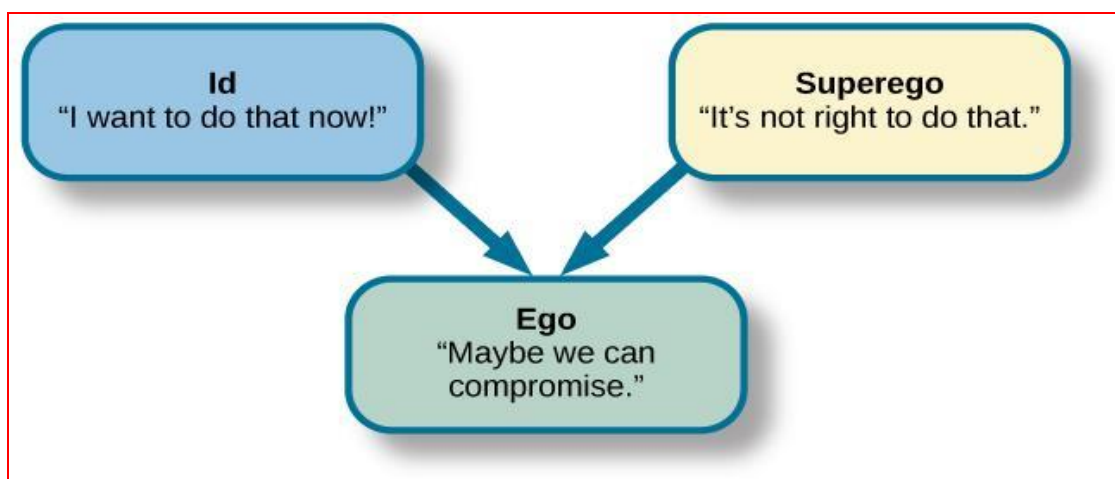 Id
“I want to do that now!”
Superego
“It’s not right to do that.”
Ego
“Maybe we can
compromise.”